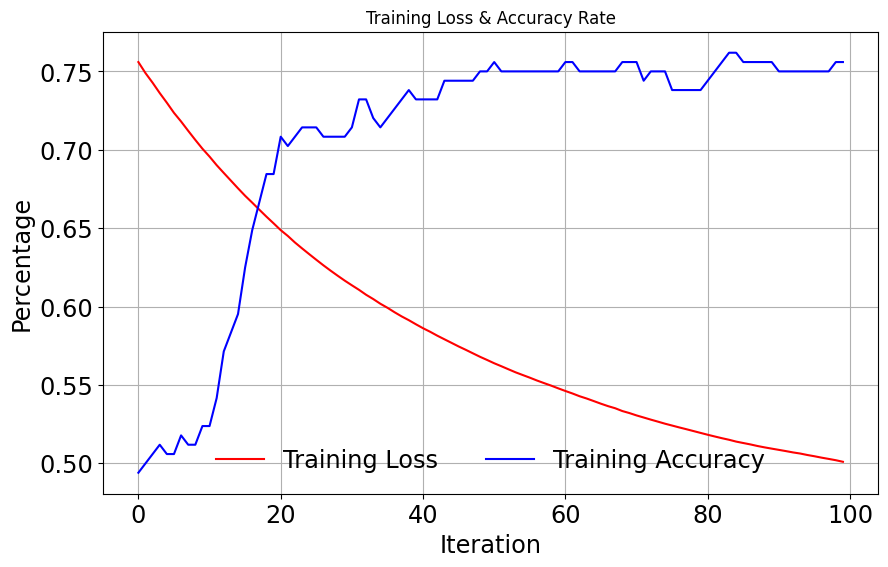 Training Loss & Accuracy Rate
Percentage
0.75
0.70
0.65
0.60
0.55
0.50
Training Loss
Training Accuracy
0 20 40 60 80 100
Iteration